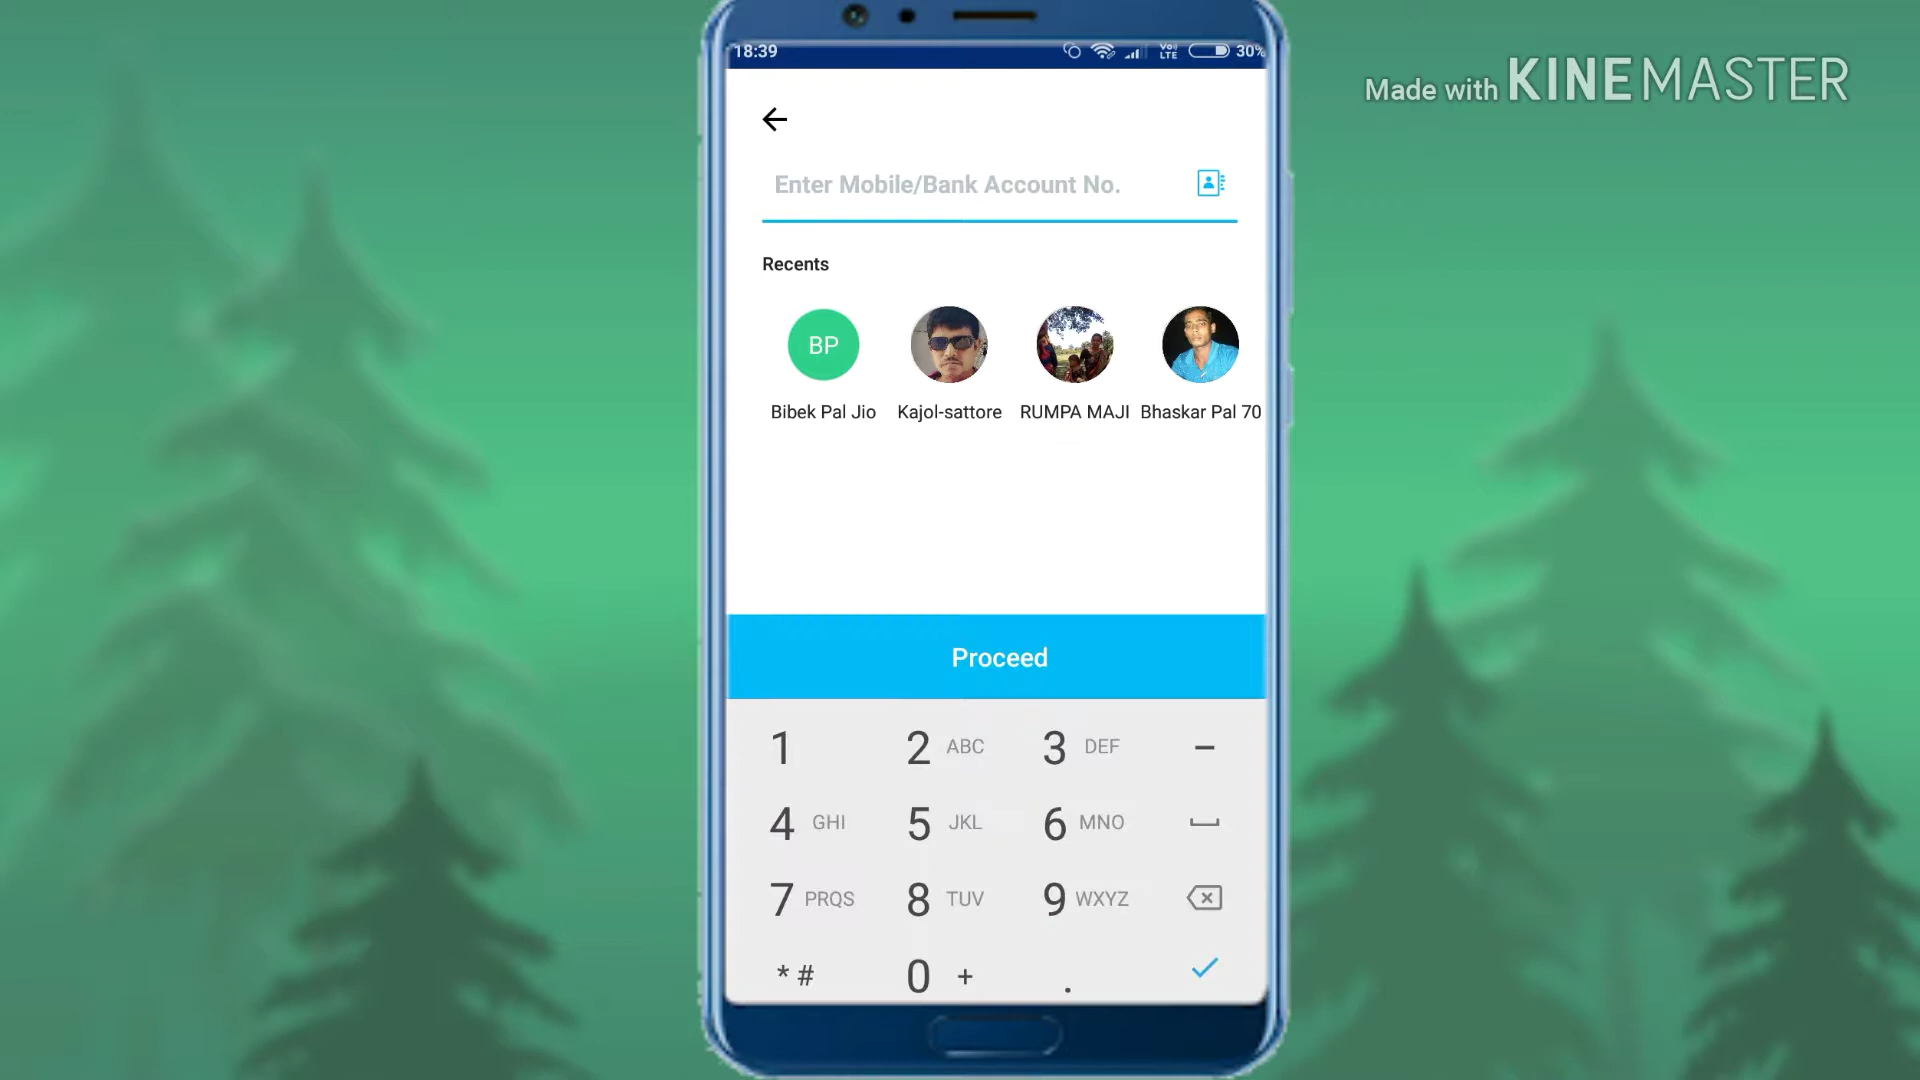 18:39
Vo)) LTE 30%
Made with KINEMASTER
Enter Mobile/Bank Account No.
Recents
BP
Bibek Pal Jio Kajol-sattore RUMPA MAJI Bhaskar Pal 70
Proceed
1 2 ABC 3 DEF -
4 GHI 5 JKL 6 MNO
7 PRQS 8 TUV 9 WXYZ
* # 0 + .